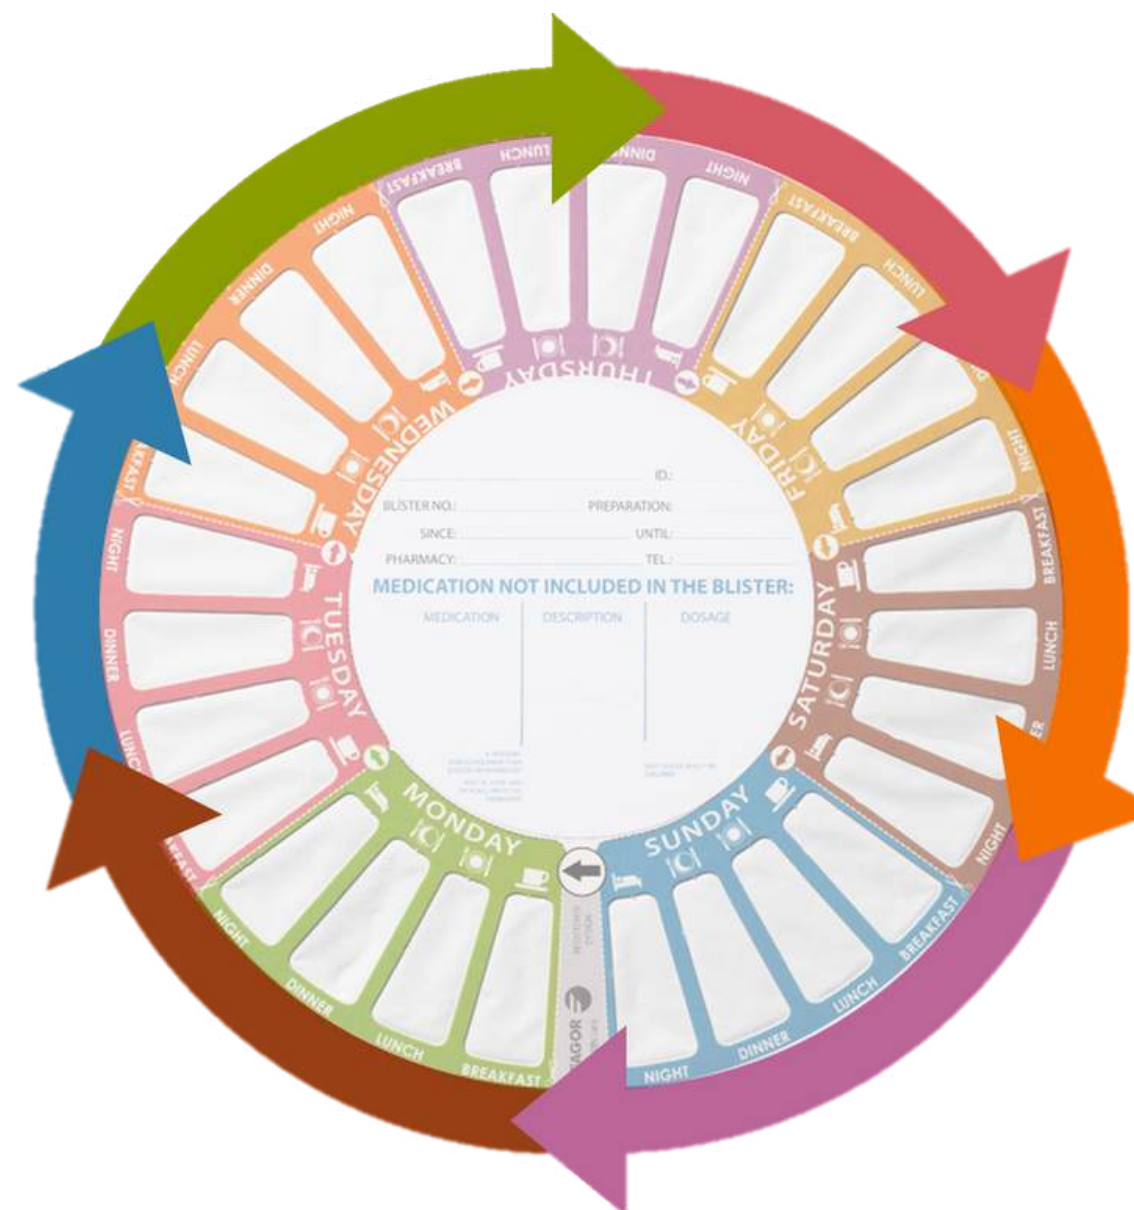 ID.:
BLISTER NO.: PREPARATION:
SINCE: UNTIL:
PHARMACY: TEL.:
MEDICATION NOT INCLUDED IN THE BLISTER:
MEDICATION DESCRIPTION DOSAGE
MONDAY
BREAKFAST
LUNCH
DINNER
NIGHT
TUESDAY
LUNC
DINNER
NIGHT
WEDNESDAY
LUNCH
DINNER
NIGHT
THURSDAY
BREAKFAST
LUNCH
DINNER
NIGHT
FRIDAY
BREAKFAST
LUNCH
NIGHT
SATURDAY
BREAKFAST
LUNCH
NIGHT
SUNDAY
BREAKFAST
LUNCH
DINNER
NIGHT